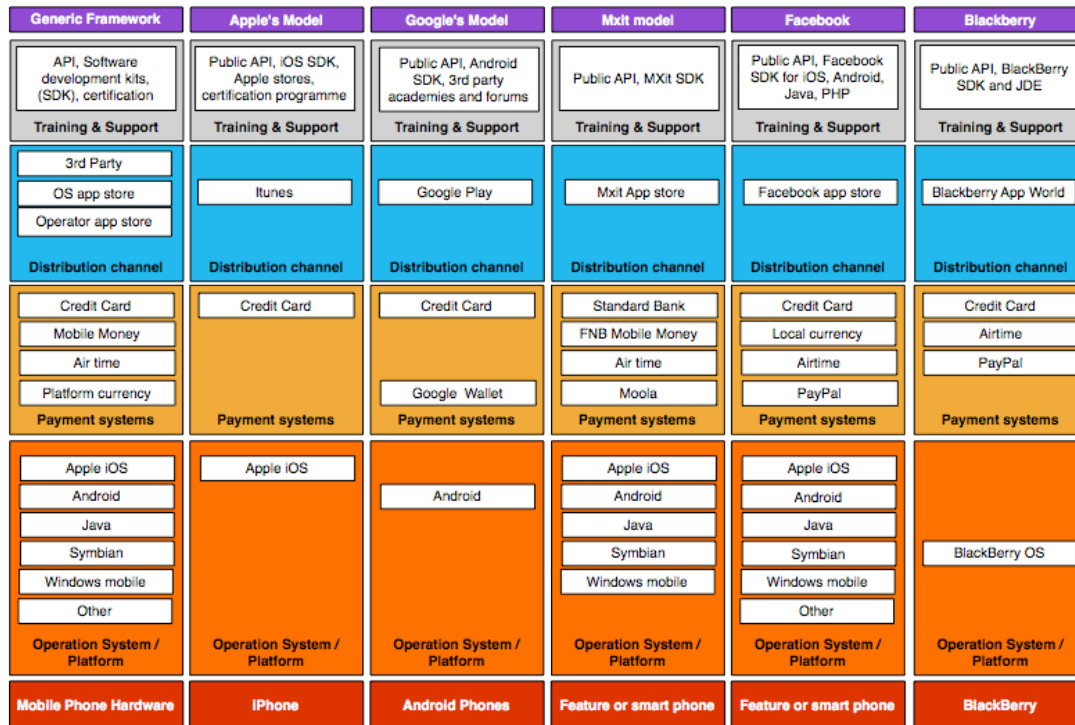 Generic Framework
API, Software
development kits,
(SDK), certification
Training & Support
3rd Party
OS app store
Operator app store
Distribution channel
Credit Card
Mobile Money
Air time
Platform currency
Payment systems
Apple iOS
Android
Java
Symbian
Windows mobile
Other
Operation System /
Platform
Mobile Phone Hardware
Apple's Model
Public API, iOS SDK,
Apple stores,
certification programme
Training & Support
Itunes
Distribution channel
Credit Card
Payment systems
Apple iOS
Operation System /
Platform
iPhone
Google's Model
Public API, Android
SDK, 3rd party
academies and forums
Training & Support
Google Play
Distribution channel
Credit Card
Google Wallet
Payment systems
Android
Operation System /
Platform
Android Phones
Mxit model
Public API, MXit SDK
Training & Support
Mxit App store
Distribution channel
Standard Bank
FNB Mobile Money
Air time
Moola
Payment systems
Apple iOS
Android
Java
Symbian
Windows mobile
Operation System /
Platform
Feature or smart phone
Facebook
Public API, Facebook
SDK for iOS, Android,
Java, PHP
Training & Support
Facebook app store
Distribution channel
Credit Card
Local currency
Airtime
PayPal
Payment systems
Apple iOS
Android
Java
Symbian
Windows mobile
Other
Operation System /
Platform
Feature or smart phone
Blackberry
Public API, BlackBerry
SDK and JDE
Training & Support
Blackberry App World
Distribution channel
Credit Card
Airtime
PayPal
Payment systems
BlackBerry OS
Operation System /
Platform
BlackBerry